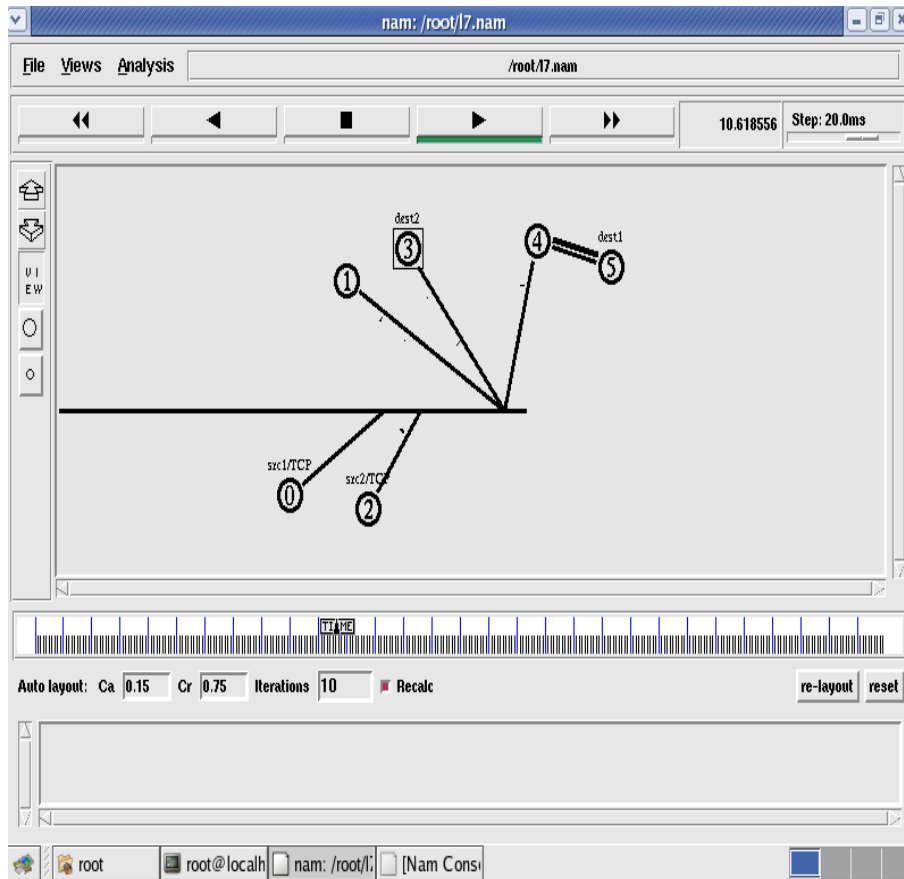 nam: /root/l7.nam
File Views Analysis /root/l7.nam
10.618556 Step: 20.0ms
VIEW
dest2
3
4
dest1
5
1
src1/TCP
0
src2/TCP
2
TIME
Auto layout: Ca 0.15 Cr 0.75 Iterations 10 Recalc re-layout reset
root root@localh nam: /root/l7 [Nam Cons